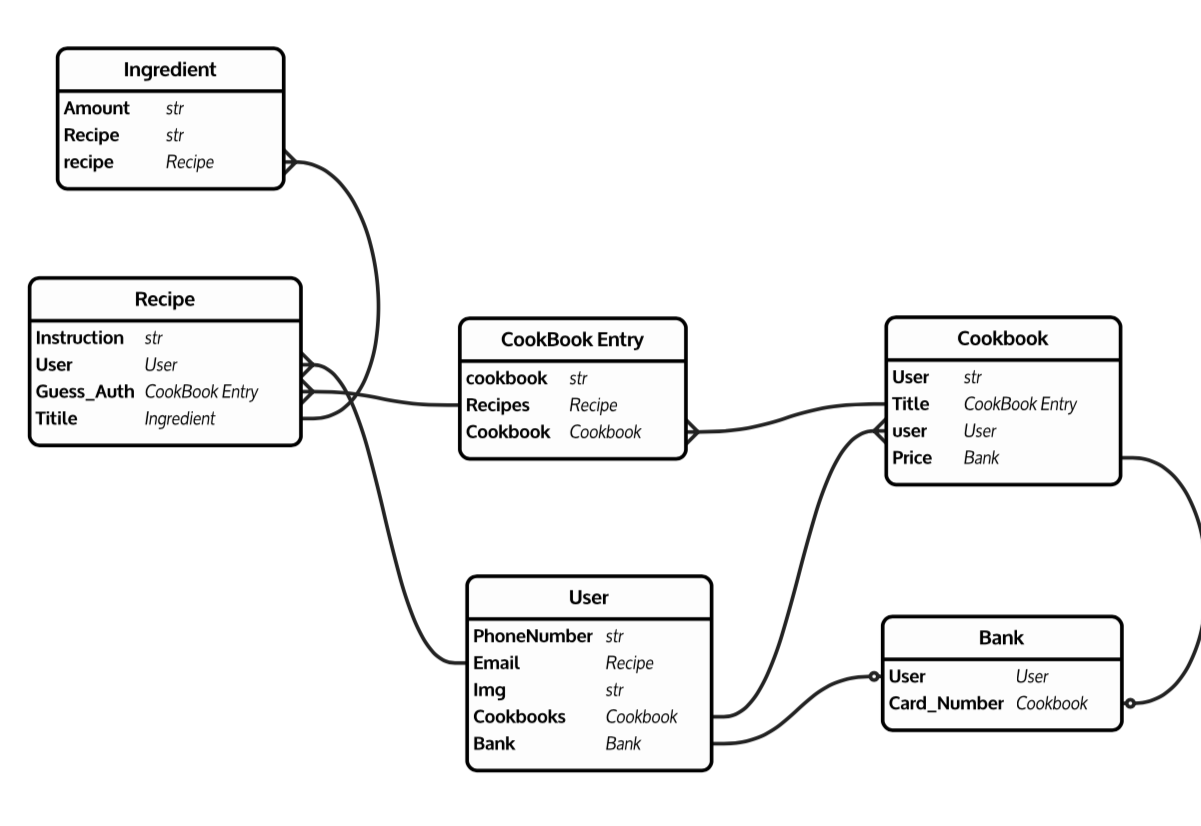 Ingredient
Amount str
Recipe str
recipe Recipe
Recipe
Instruction str
User User
Guess_Auth CookBook Entry
Titile Ingredient
CookBook Entry
cookbook str
Recipes Recipe
Cookbook Cookbook
Cookbook
User str
Title CookBook Entry
user User
Price Bank
User
PhoneNumber str
Email Recipe
Img str
Cookbooks Cookbook
Bank Bank
Bank
User User
Card_Number Cookbook